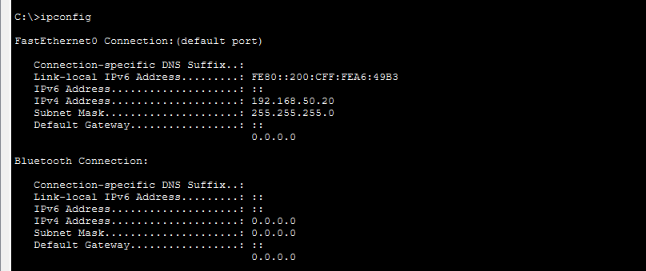 C:\>ipconfig
FastEthernet0 Connection:(default port)
Connection-specific DNS Suffix..:
Link-local IPv6 Address.........: FE80::200:CFF:FEA6:49B3
IPv6 Address....................: ::
IPv4 Address....................: 192.168.50.20
Subnet Mask.....................: 255.255.255.0
Default Gateway.................: ::
0.0.0.0
Bluetooth Connection:
Connection-specific DNS Suffix..:
Link-local IPv6 Address.........: ::
IPv6 Address....................: ::
IPv4 Address....................: 0.0.0.0
Subnet Mask.....................: 0.0.0.0
Default Gateway.................: ::
0.0.0.0